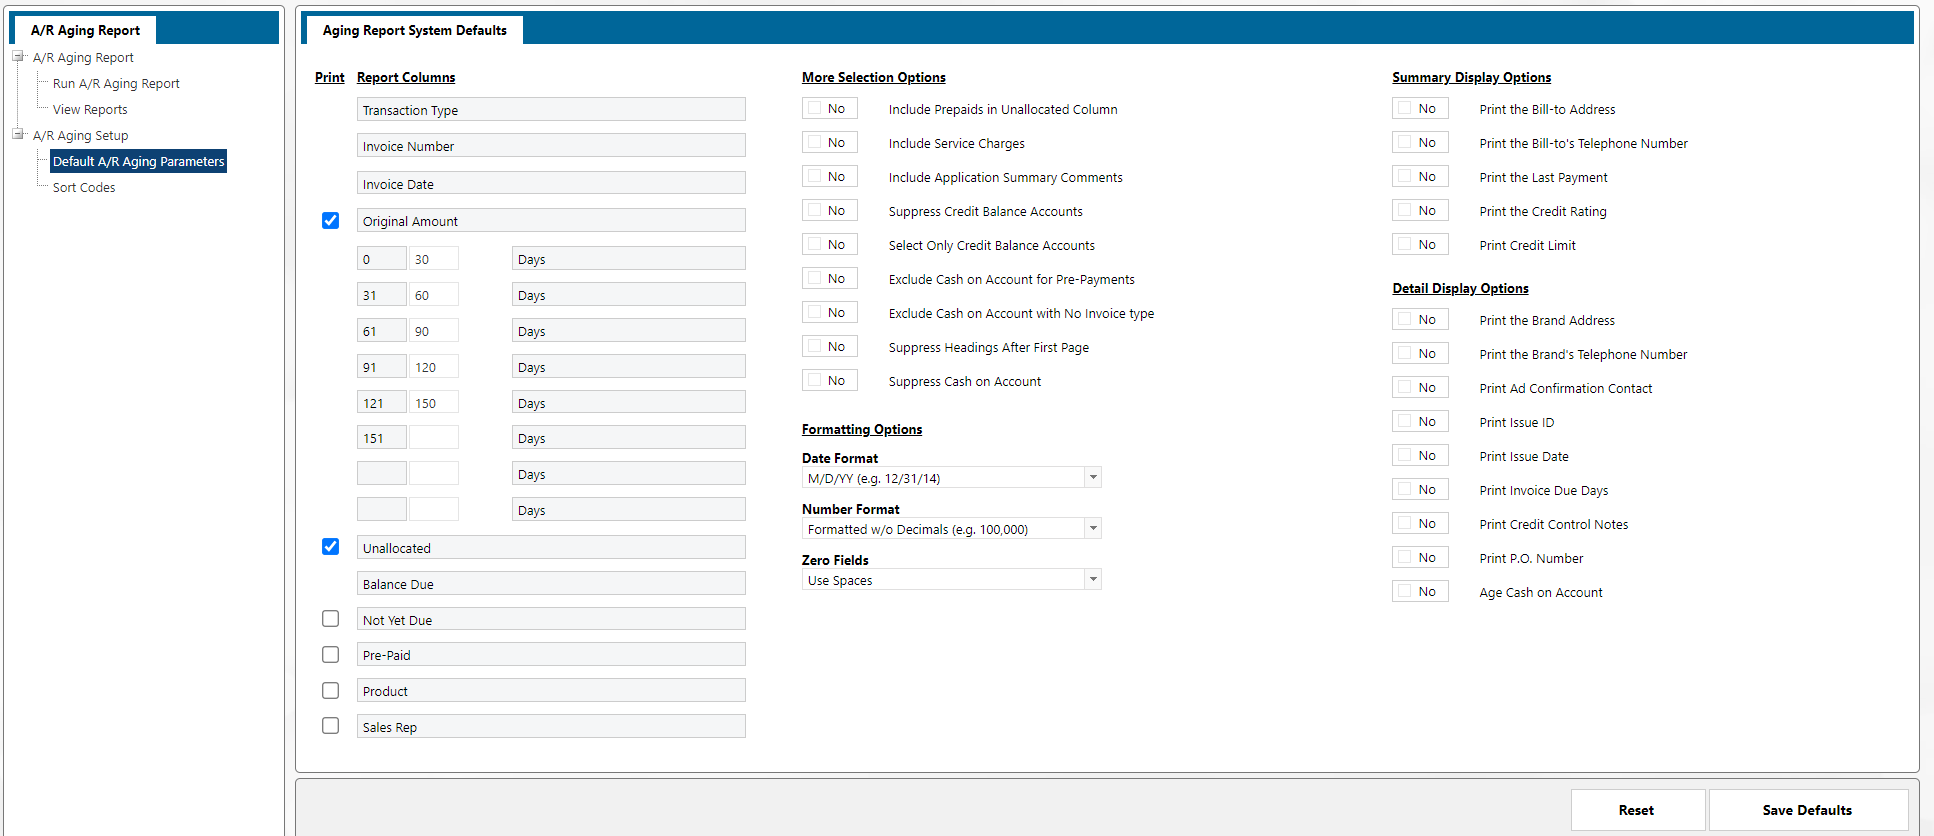 A/R Aging Report
A/R Aging Report
Run A/R Aging Report
View Reports
A/R Aging Setup
Default A/R Aging Parameters
Sort Codes
Aging Report System Defaults
Print Report Columns
Transaction Type
Invoice Number
Invoice Date
Original Amount
0 30 Days
31 60 Days
61 90 Days
91 120 Days
121 150 Days
151 Days
Days
Days
Unallocated
Balance Due
Not Yet Due
Pre-Paid
Product
Sales Rep
More Selection Options
No Include Prepaids in Unallocated Column
No Include Service Charges
No Include Application Summary Comments
No Suppress Credit Balance Accounts
No Select Only Credit Balance Accounts
No Exclude Cash on Account for Pre-Payments
No Exclude Cash on Account with No Invoice type
No Suppress Headings After First Page
No Suppress Cash on Account
Formatting Options
Date Format
M/D/YY (e.g. 12/31/14)
Number Format
Formatted w/o Decimals (e.g. 100,000)
Zero Fields
Use Spaces
Summary Display Options
No Print the Bill-to Address
No Print the Bill-to's Telephone Number
No Print the Last Payment
No Print the Credit Rating
No Print Credit Limit
Detail Display Options
No Print the Brand Address
No Print the Brand's Telephone Number
No Print Ad Confirmation Contact
No Print Issue ID
No Print Issue Date
No Print Invoice Due Days
No Print Credit Control Notes
No Print P.O. Number
No Age Cash on Account
Reset Save Defaults